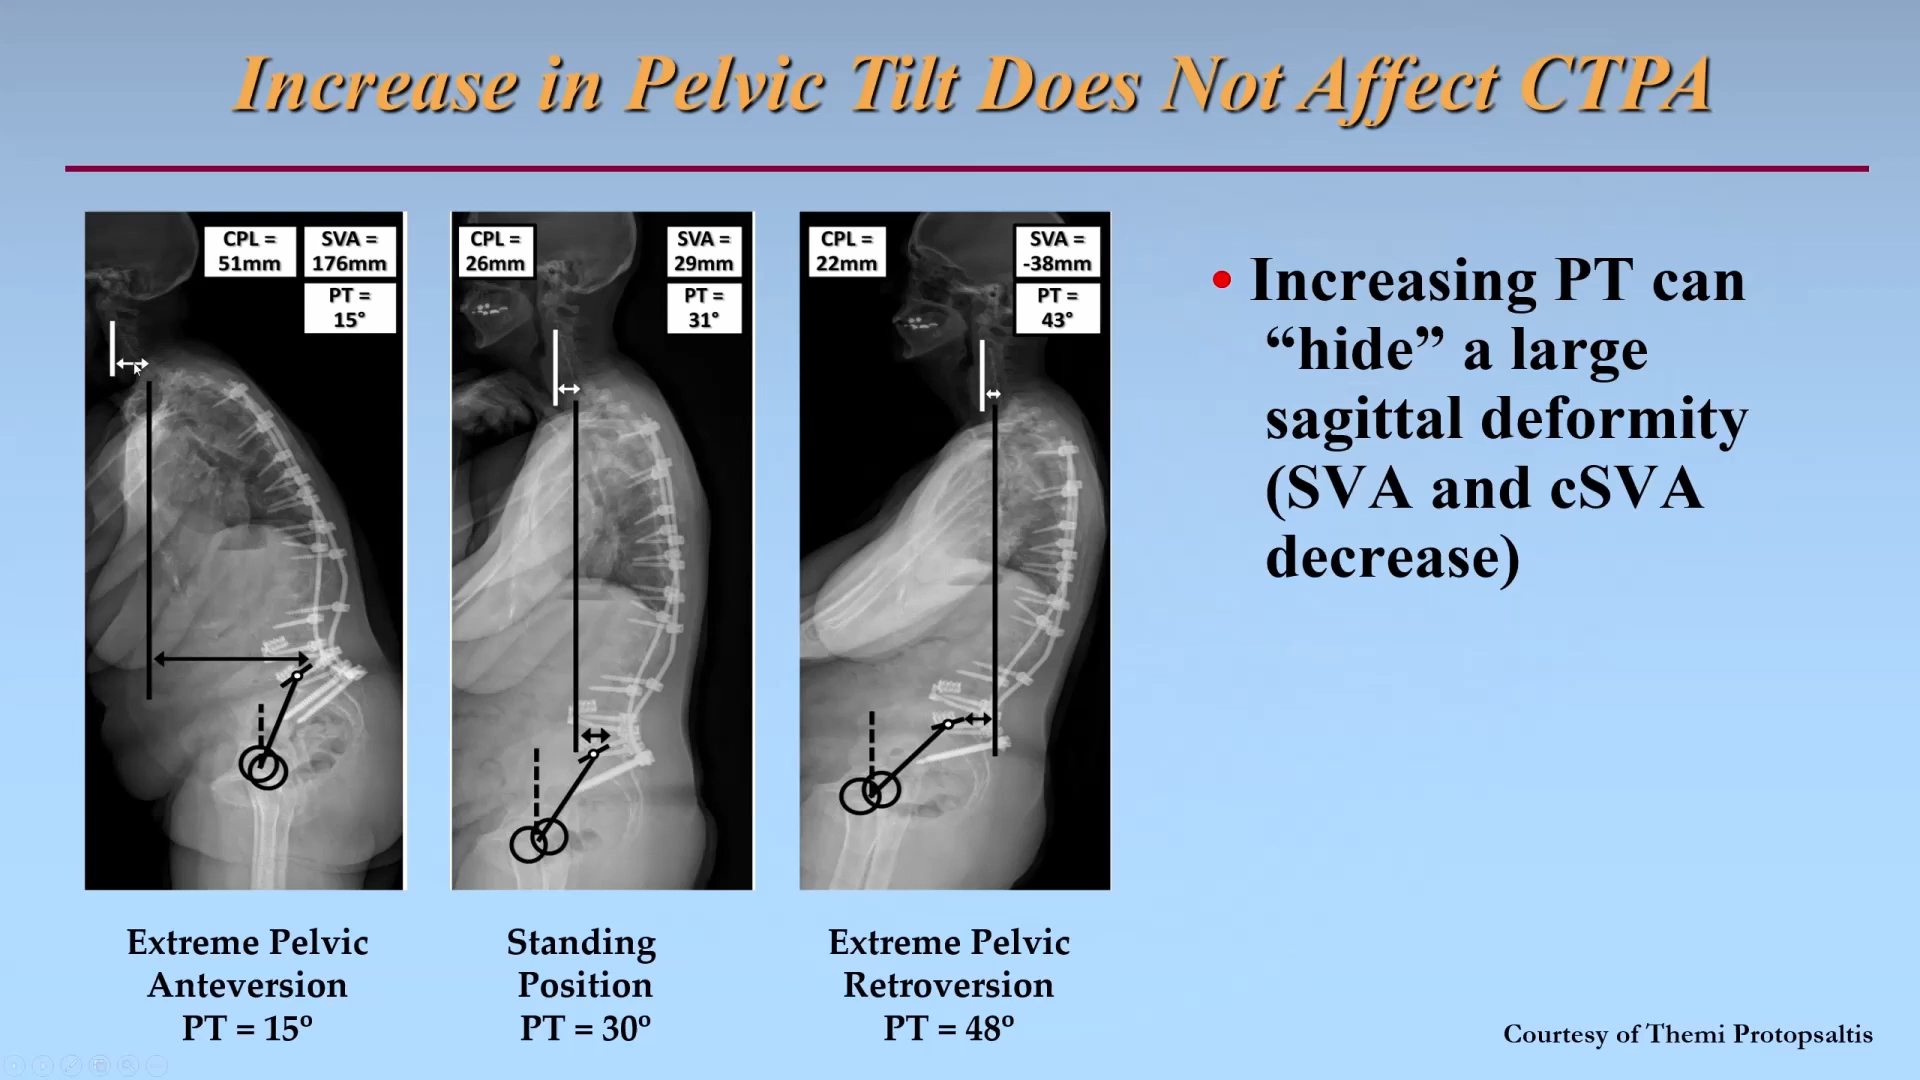 Increase in Pelvic Tilt Does Not Affect CTPA
CPL =
51mm
SVA =
176mm
PT =
15°
CPL =
26mm
SVA =
29mm
PT =
31°
CPL =
22mm
SVA =
-38mm
PT =
43°
• Increasing PT can
“hide” a large
sagittal deformity
(SVA and cSVA
decrease)
Extreme Pelvic
Anteversion
PT = 15º
Standing
Position
PT = 30º
Extreme Pelvic
Retroversion
PT = 48º
Courtesy of Themi Protopsaltis